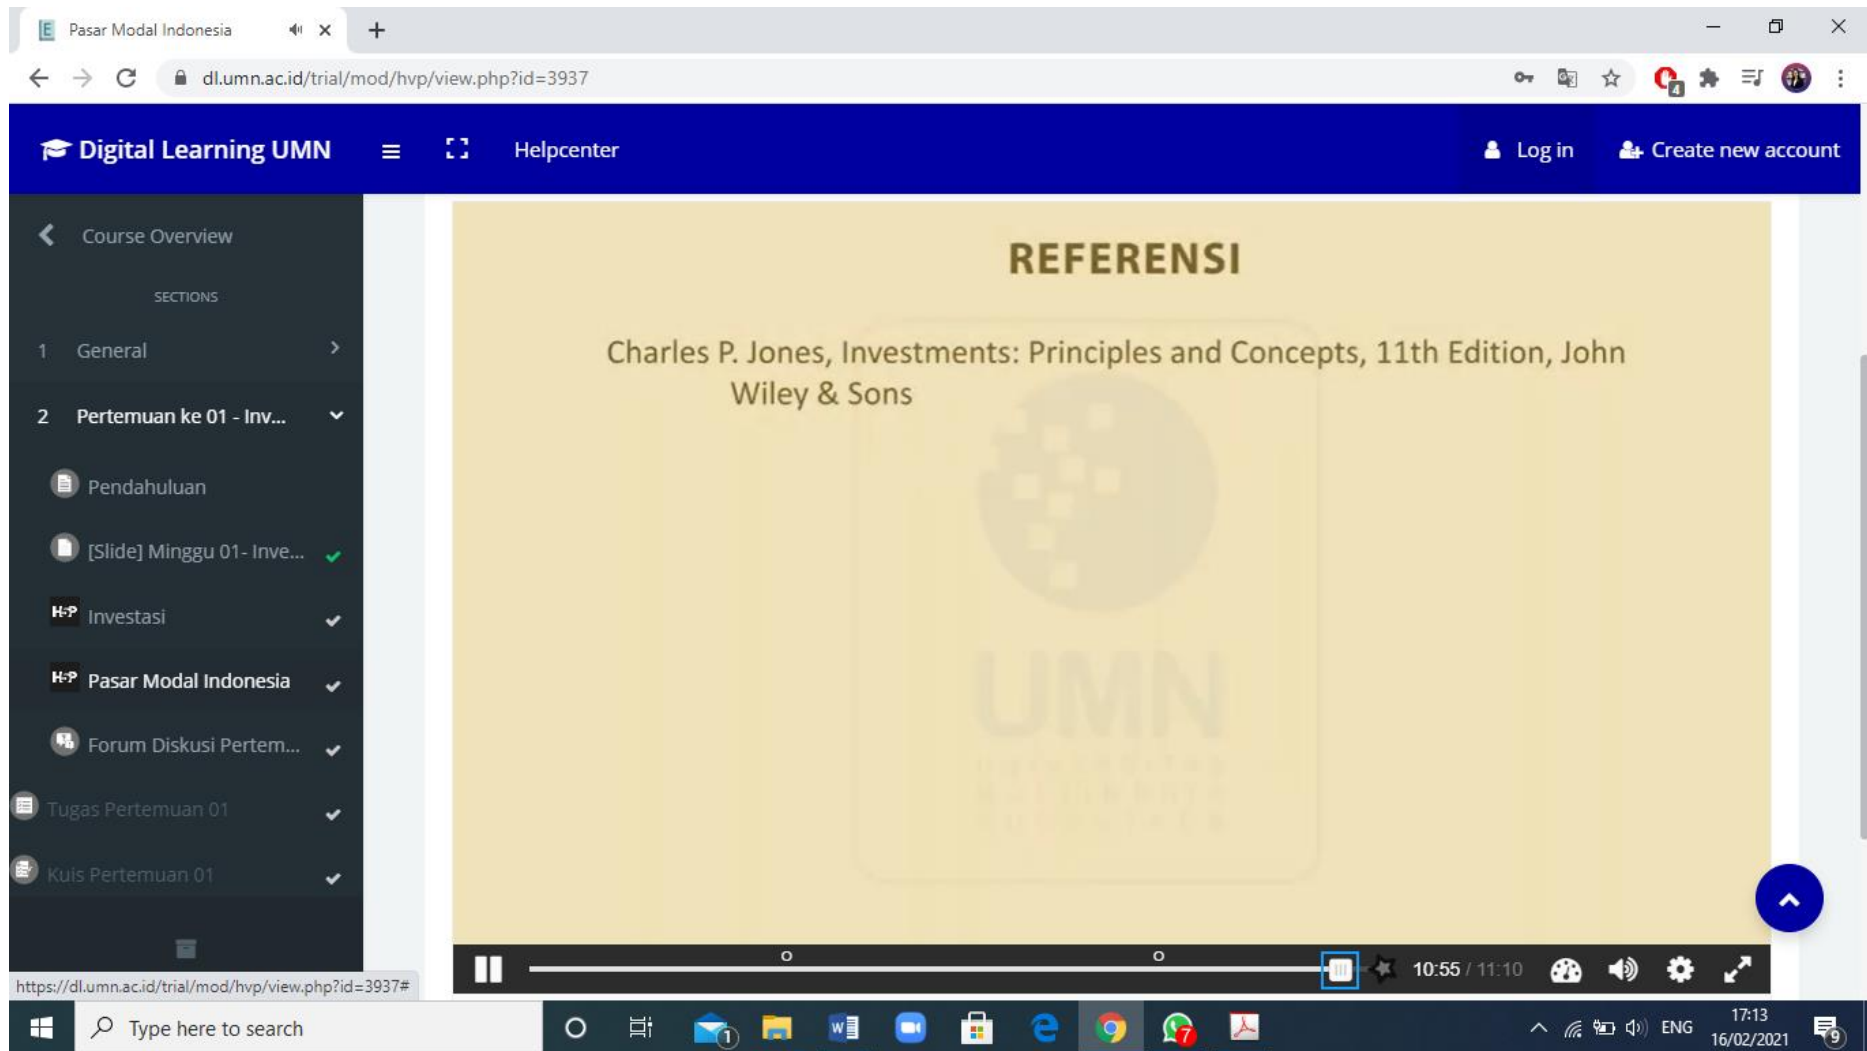 Pasar Modal Indonesia
dl.umn.ac.id/trial/mod/hvp/view.php?id=3937
4
Digital Learning UMN
Helpcenter
Log in
Create new account
Course Overview
SECTIONS
1 General
2 Pertemuan ke 01 - Inv...
Pendahuluan
[Slide] Minggu 01- Inve...
H-P Investasi
H-P Pasar Modal Indonesia
Forum Diskusi Pertem...
Tugas Pertemuan 01
Kuis Pertemuan 01
REFERENSI
Charles P. Jones, Investments: Principles and Concepts, 11th Edition, John
Wiley & Sons
UMN
10:55 / 11:10
https://dl.umn.ac.id/trial/mod/hvp/view.php?id=3937#
Type here to search
1
7
ENG
17:13
16/02/2021
9